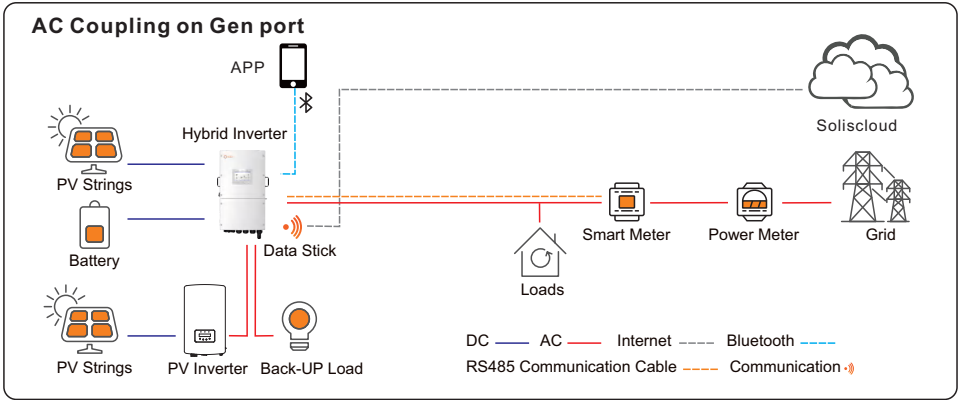 AC Coupling on Gen port
APP
Hybrid Inverter
Soliscloud
PV Strings
Battery
Data Stick
Smart Meter
Power Meter
Grid
Loads
PV Strings
PV Inverter
Back-UP Load
DC
AC
Internet
Bluetooth
RS485 Communication Cable
Communication